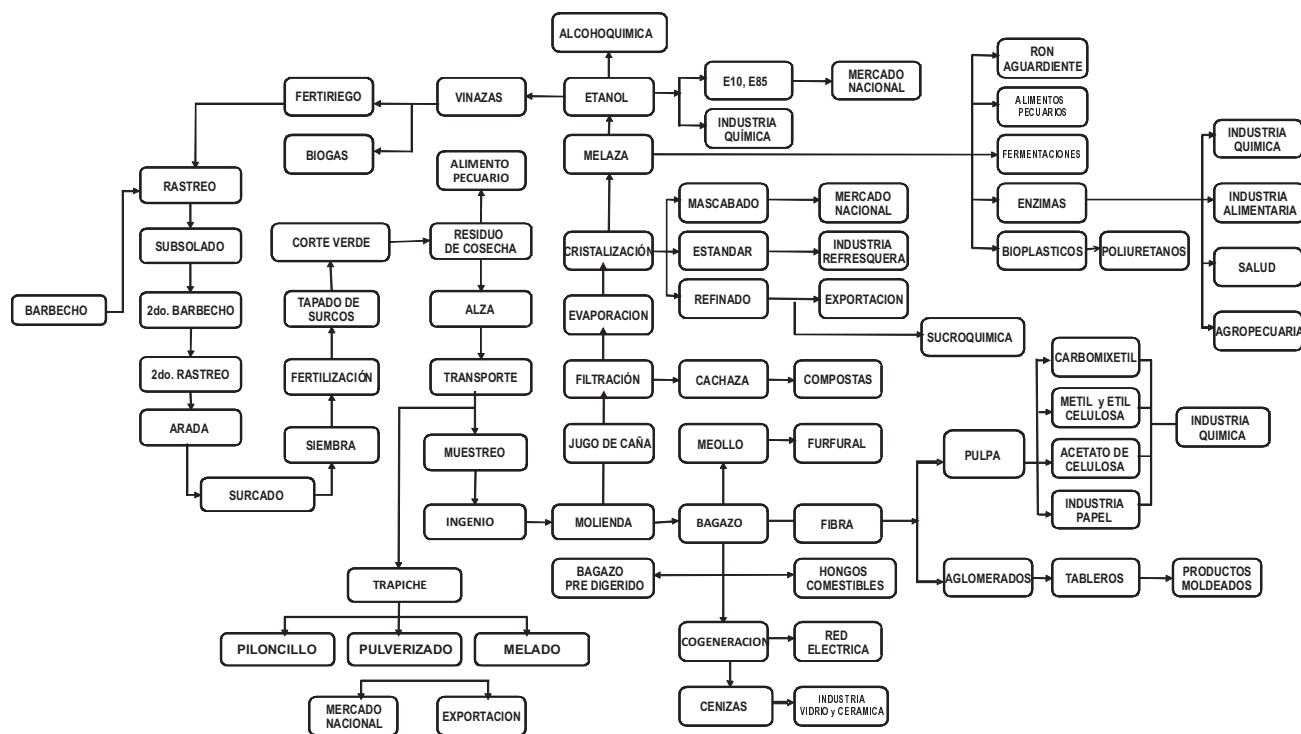 ALCOHOQUIMICA
RON
AGUARDIENTE
FERTIRIEGO
VINAZAS
ETANOL
E10, E85
MERCADO
NACIONAL
ALIMENTOS
PECUARIOS
INDUSTRIA
QUÍMICA
INDUSTRIA
QUIMICA
BIOGAS
MELAZA
FERMENTACIONES
ALIMENTO
PECUARIO
RASTREO
MASCABADO
MERCADO
NACIONAL
ENZIMAS
INDUSTRIA
ALIMENTARIA
SUBSOLADO
CORTE VERDE
RESIDUO
DE COSECHA
CRISTALIZACIÓN
ESTANDAR
INDUSTRIA
REFRESQUERA
BIOPLASTICOS
POLIURETANOS
SALUD
BARBECHO
2do. BARBECHO
TAPADO DE
SURCOS
ALZA
EVAPORACION
REFINADO
EXPORTACION
SUCROQUIMICA
AGROPECUARIA
2do. RASTREO
FERTILIZACIÓN
TRANSPORTE
FILTRACIÓN
CACHAZA
COMPOSTAS
CARBOMIXETIL
ARADA
SIEMBRA
MUESTREO
JUGO DE CAÑA
MEOLLO
FURFURAL
PULPA
METIL y ETIL
CELULOSA
INDUSTRIA
QUIMICA
ACETATO DE
CELULOSA
SURCADO
INGENIO
MOLIENDA
BAGAZO
FIBRA
INDUSTRIA
PAPEL
TRAPICHE
BAGAZO
PRE DIGERIDO
HONGOS
COMESTIBLES
AGLOMERADOS
TABLEROS
PRODUCTOS
MOLDEADOS
PILONCILLO
PULVERIZADO
MELADO
COGENERACION
RED
ELECTRICA
MERCADO
NACIONAL
EXPORTACION
CENIZAS
INDUSTRIA
VIDRIO y CERAMICA